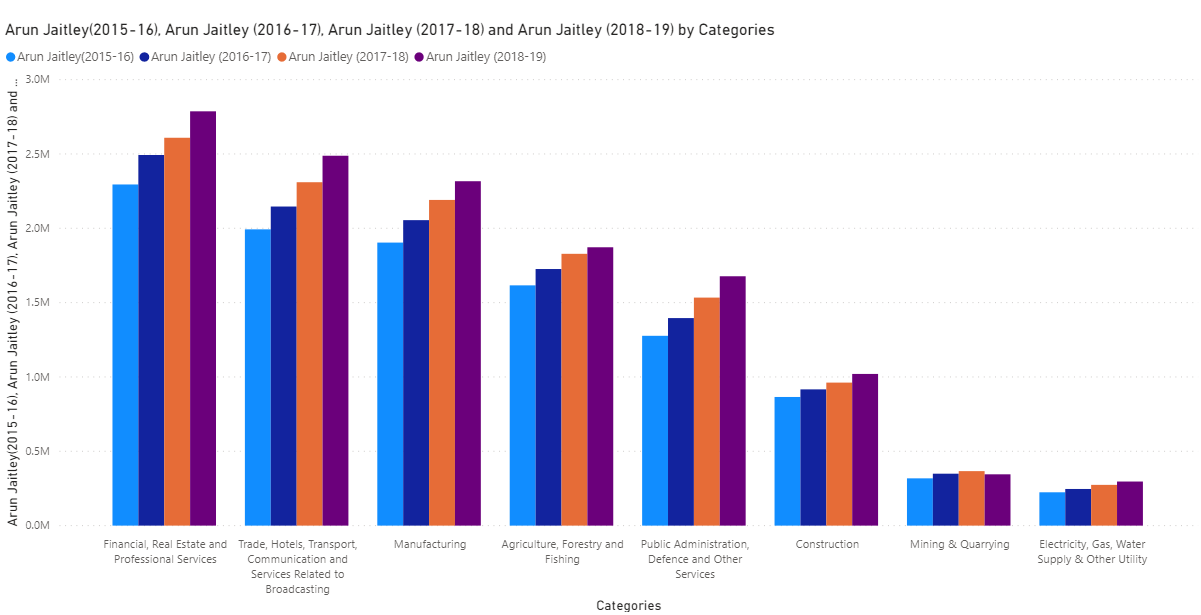 Arun Jaitley(2015-16), Arun Jaitley (2016-17), Arun Jaitley (2017-18) and Arun Jaitley (2018-19) by Categories
Arun Jaitley(2015-16) Arun Jaitley (2016-17) Arun Jaitley (2017-18) Arun Jaitley (2018-19)
Arun Jaitley(2015-16), Arun Jaitley (2016-17), Arun Jaitley (2017-18) and ...
3.0M
2.5M
2.0M
1.5M
1.0M
0.5M
0.0M
Financial, Real Estate and
Professional Services
Trade, Hotels, Transport,
Communication and
Services Related to
Broadcasting
Manufacturing
Agriculture, Forestry and
Fishing
Public Administration,
Defence and Other
Services
Construction
Mining & Quarrying
Electricity, Gas, Water
Supply & Other Utility
Categories